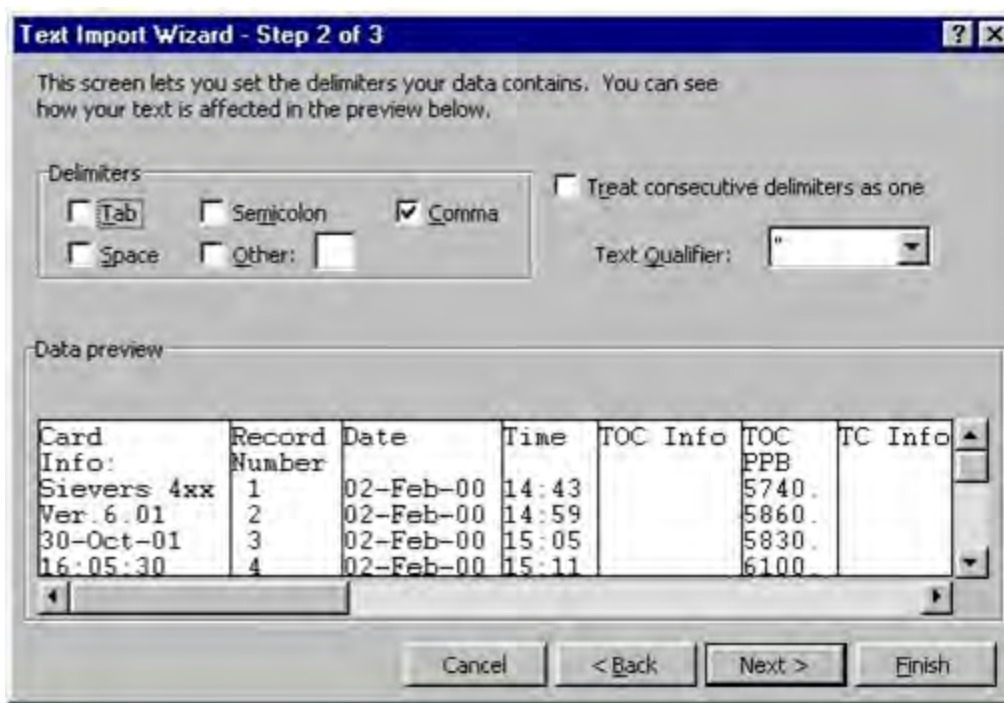 Text Import Wizard - Step 2 of 3
This screen lets you set the delimiters your data contains. You can see
how your text is affected in the preview below.
Delimiters
Tab Semicolon Comma
Space Other:
Treat consecutive delimiters as one
Text Qualifier: "
Data preview
Card Record Date Time TOC Info TOC TC Info
Info: Number PPB
Sievers 4xx 1 02-Feb-00 14:43 5740.
Ver.6.01 2 02-Feb-00 14:59 5860.
30-Oct-01 3 02-Feb-00 15:05 5830.
16:05:30 4 02-Feb-00 15:11 6100.
Cancel < Back Next > Finish